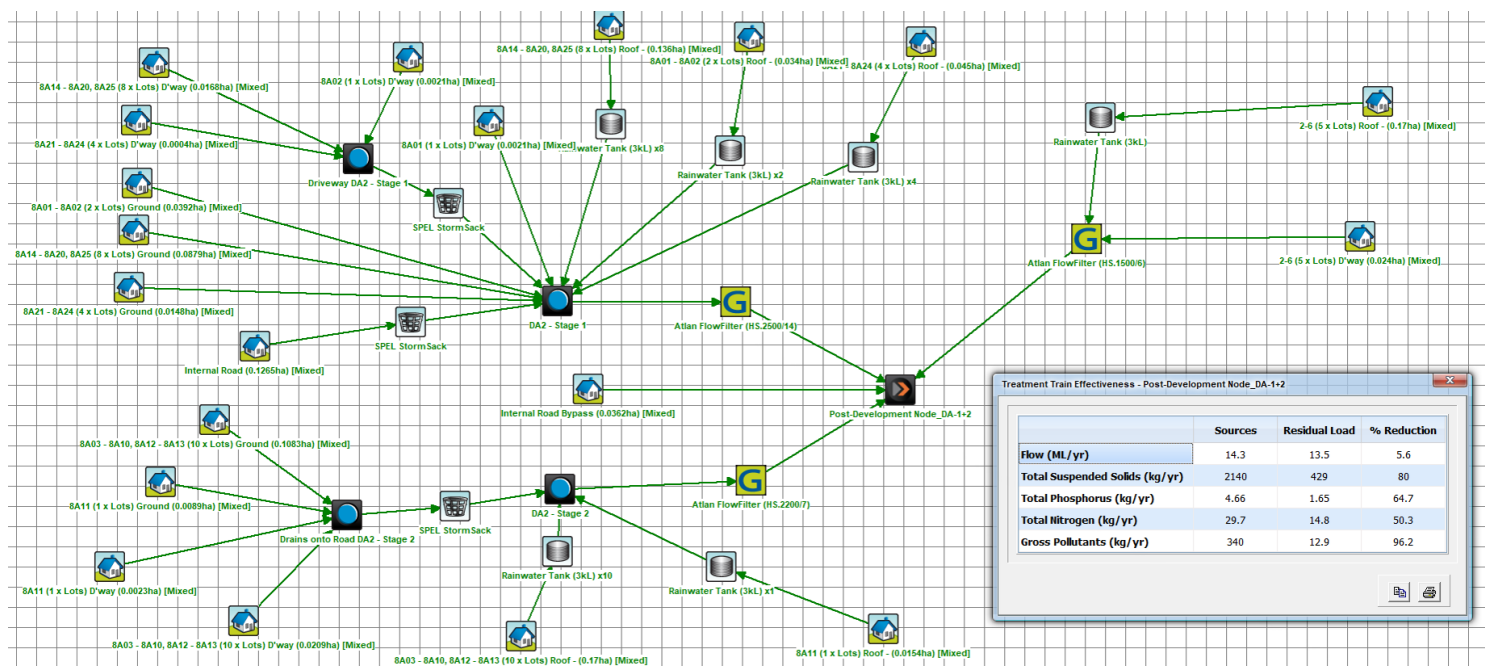 8A14 - 8A20, 8A25 (8 x Lots) Roof - (0.136ha) [Mixed]
8A01 - 8A02 (2 x Lots) Roof - (0.034ha) [Mixed]
8A24 (4 x Lots) Roof - (0.045ha) [Mixed]
8A14 - 8A20, 8A25 (8 x Lots) D'way (0.0168ha) [Mixed]
8A02 (1 x Lots) D'way (0.0021ha) [Mixed]
2-6 (5 x Lots) Roof - (0.17ha) [Mixed]
8A21 - 8A24 (4 x Lots) D'way (0.0004ha) [Mixed]
8A01 (1 x Lots) D'way (0.0021ha) [Mixed]
Rainwater Tank (3kL) x8
Rainwater Tank (3kL)
Driveway DA2 - Stage 1
Rainwater Tank (3kL) x2
Rainwater Tank (3kL) x4
8A01 - 8A02 (2 x Lots) Ground (0.0392ha) [Mixed]
SPEL StormSack
8A14 - 8A20, 8A25 (8 x Lots) Ground (0.0879ha) [Mixed]
G
Atlan FlowFilter (HS.1500/6)
2-6 (5 x Lots) D'way (0.024ha) [Mixed]
8A21 - 8A24 (4 x Lots) Ground (0.0148ha) [Mixed]
DA2 - Stage 1
G
Atlan FlowFilter (HS.2500/14)
SPEL StormSack
Internal Road (0.1265ha) [Mixed]
Internal Road Bypass (0.0362ha) [Mixed]
Post-Development Node_DA-1+2
8A03 - 8A10, 8A12 - 8A13 (10 x Lots) Ground (0.1083ha) [Mixed]
8A11 (1 x Lots) Ground (0.0089ha) [Mixed]
Drains onto Road DA2 - Stage 2
SPEL StormSack
DA2 - Stage 2
G
Atlan FlowFilter (HS.2200/7)
8A11 (1 x Lots) D'way (0.0023ha) [Mixed]
Rainwater Tank (3kL) x10
Rainwater Tank (3kL) x1
8A03 - 8A10, 8A12 - 8A13 (10 x Lots) D'way (0.0209ha) [Mixed]
8A03 - 8A10, 8A12 - 8A13 (10 x Lots) Roof - (0.17ha) [Mixed]
8A11 (1 x Lots) Roof - (0.0154ha) [Mixed]
Treatment Train Effectiveness - Post-Development Node_DA-1+2
Sources Residual Load % Reduction
Flow (ML/yr) 14.3 13.5 5.6
Total Suspended Solids (kg/yr) 2140 429 80
Total Phosphorus (kg/yr) 4.66 1.65 64.7
Total Nitrogen (kg/yr) 29.7 14.8 50.3
Gross Pollutants (kg/yr) 340 12.9 96.2